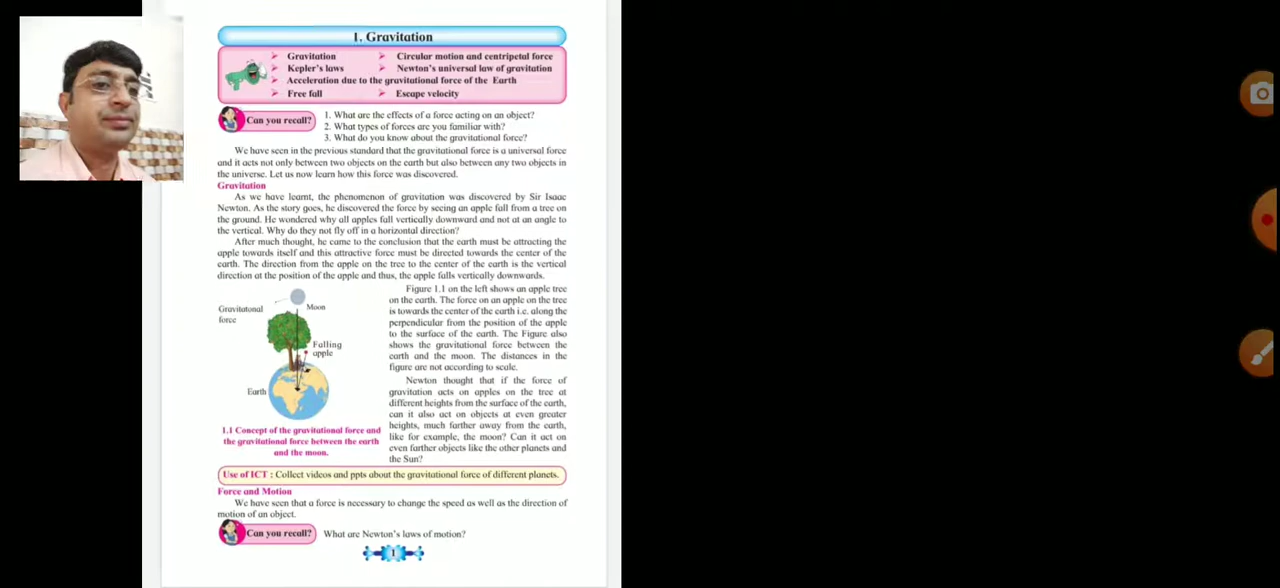 1. Gravitation
Gravitation
Circular motion and centripetal force
Kepler's laws
Newton's universal law of gravitation
Acceleration due to the gravitational force of the Earth
Free fall
Escape velocity
Can you recall?
1. What are the effects of a force acting on an object?
2. What types of forces are you familiar with?
3. What do you know about the gravitational force?
We have seen in the previous standard that the gravitational force is a universal force
and it acts not only between two objects on the earth but also between any two objects in
the universe. Let us now learn how this force was discovered.
Gravitation
As we have learnt, the phenomenon of gravitation was discovered by Sir Isaac
Newton. As the story goes, he discovered the force by seeing an apple fall from a tree on
the ground. He wondered why all apples fall vertically downward and not at an angle to
the vertical. Why do they not fly off in a horizontal direction?
After much thought, he came to the conclusion that the earth must be attracting the
apple towards itself and this attractive force must be directed towards the center of the
earth. The direction from the apple on the tree to the center of the earth is the vertical
direction at the position of the apple and thus, the apple falls vertically downwards.
Gravitatonal
force
Moon
Falling
apple
Earth
1.1 Concept of the gravitational force and
the gravitational force between the earth
and the moon.
Figure 1.1 on the left shows an apple tree
on the earth. The force on an apple on the tree
is towards the center of the earth i.e. along the
perpendicular from the position of the apple
to the surface of the earth. The Figure also
shows the gravitational force between the
earth and the moon. The distances in the
figure are not according to scale.
Newton thought that if the force of
gravitation acts on apples on the tree at
different heights from the surface of the earth,
can it also act on objects at even greater
heights, much farther away from the earth,
like for example, the moon? Can it act on
even farther objects like the other planets and
the Sun?
Use of ICT : Collect videos and ppts about the gravitational force of different planets.
Force and Motion
We have seen that a force is necessary to change the speed as well as the direction of
motion of an object.
Can you recall?
What are Newton's laws of motion?
1